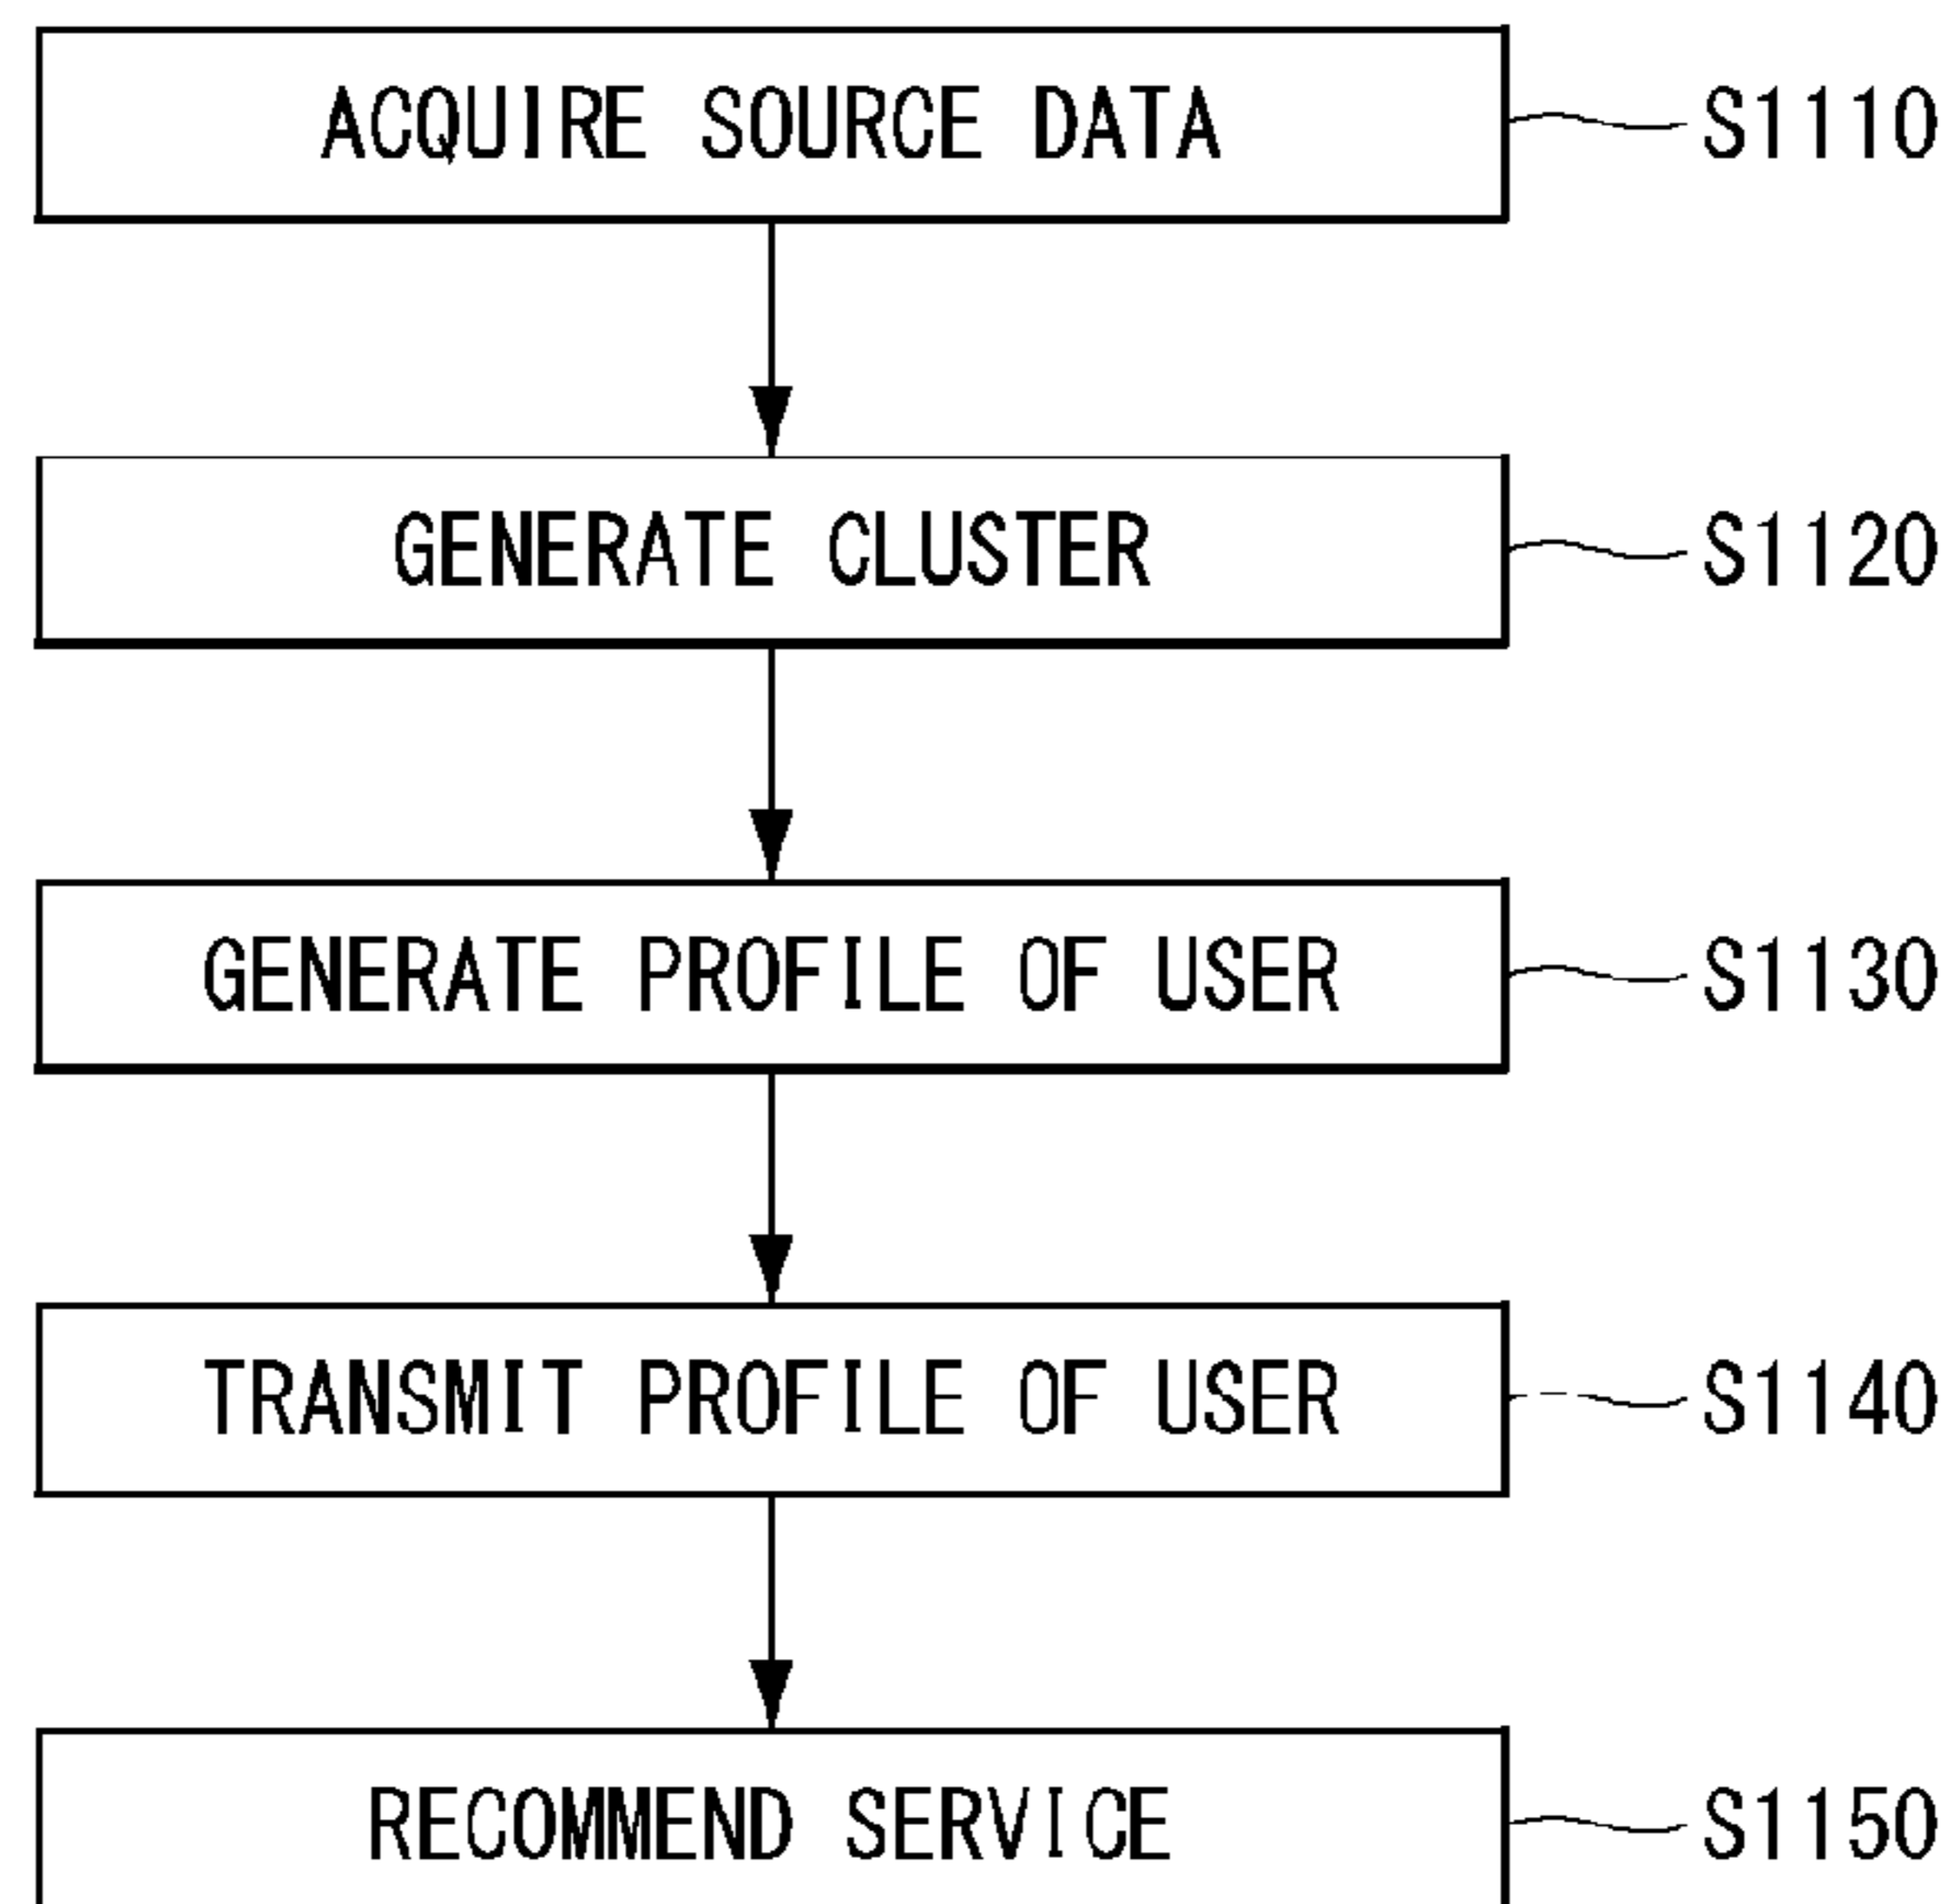 ACQUIRE SOURCE DATA S1110
GENERATE CLUSTER S1120
GENERATE PROFILE OF USER S1130
TRANSMIT PROFILE OF USER S1140
RECOMMEND SERVICE S1150